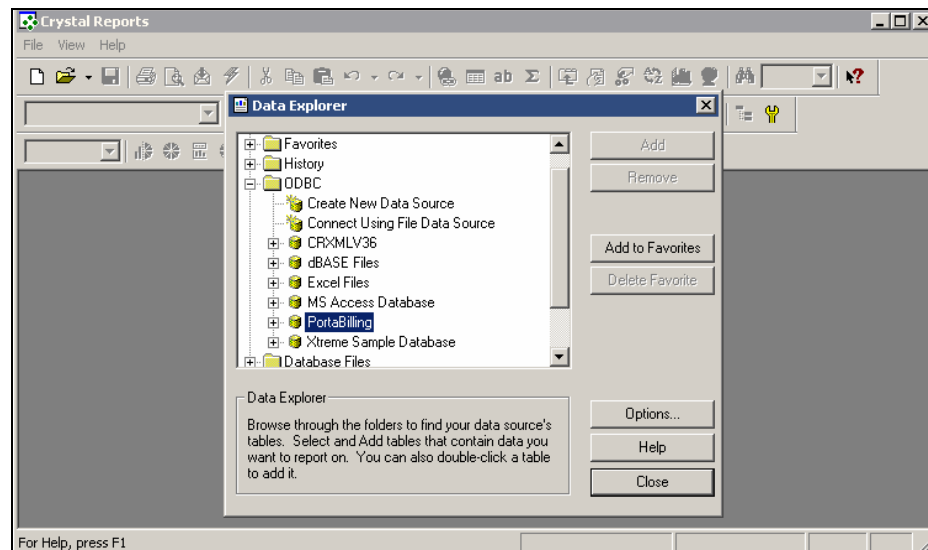 Crystal Reports
File View Help
ab Σ
Data Explorer
Favorites
History
ODBC
Create New Data Source
Connect Using File Data Source
CRXMLV36
dBASE Files
Excel Files
MS Access Database
PortaBilling
Xtreme Sample Database
Database Files
Add
Remove
Add to Favorites
Delete Favorite
Data Explorer
Browse through the folders to find your data source's
tables. Select and Add tables that contain data you
want to report on. You can also double-click a table
to add it.
Options...
Help
Close
For Help, press F1